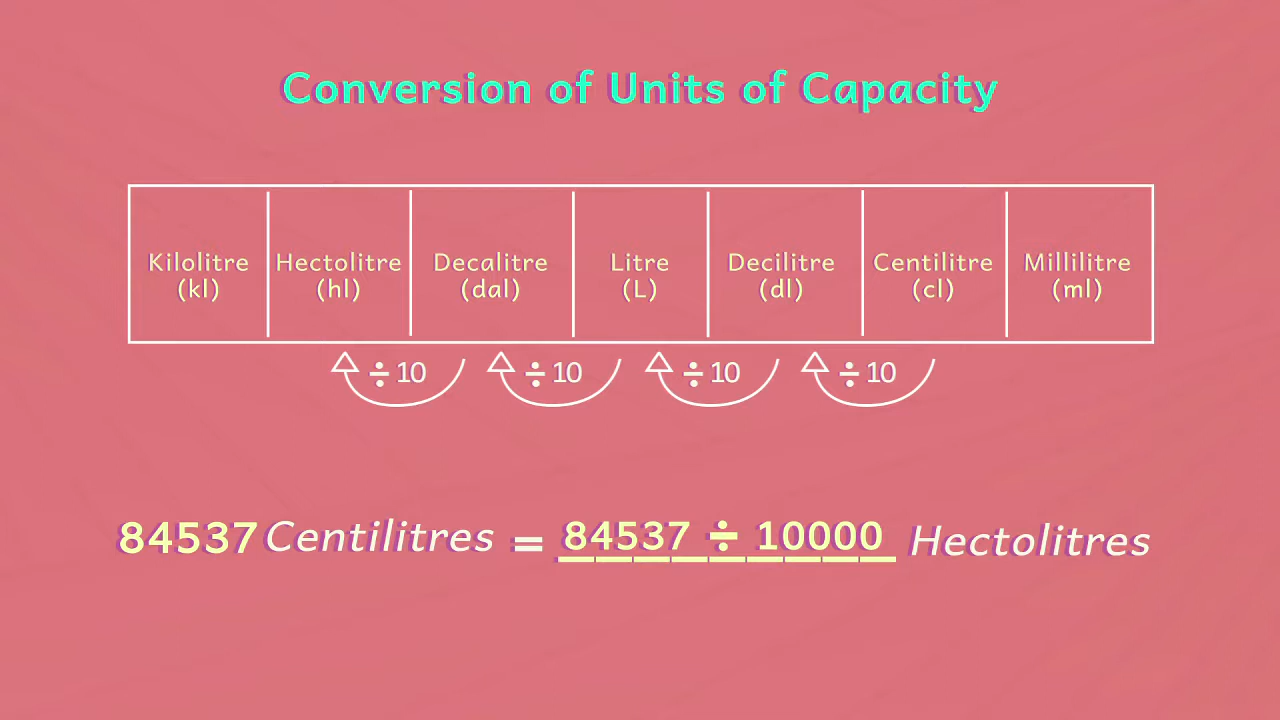 Conversion of Units of Capacity
Kilolitre Hectolitre Decalitre Litre Decilitre Centilitre Millilitre
(kl) (hl) (dal) (L) (dl) (cl) (ml)
÷10 ÷10 ÷10 ÷10
84537 Centilitres = 84537 ÷ 10000 Hectolitres